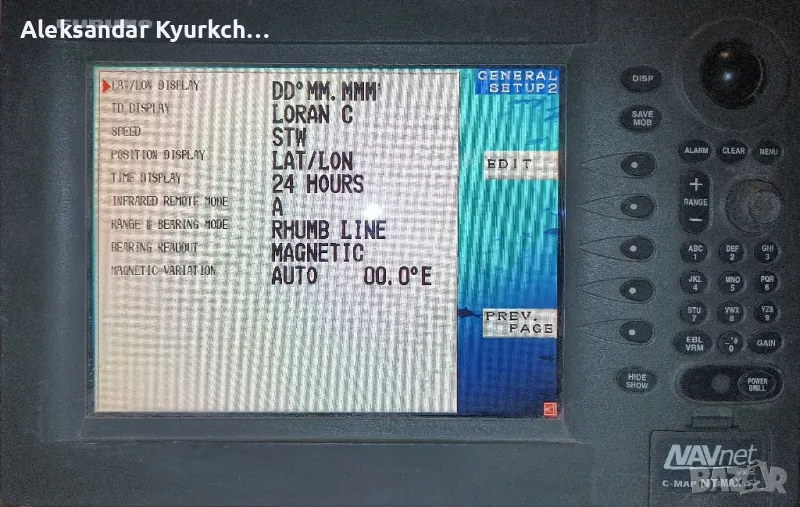 FURUNO
Aleksandar Kyurkch...
LAT/LON DISPLAY DD°MM.MMM'
TD DISPLAY LORAN C
SPEED STW
POSITION DISPLAY LAT/LON
TIME DISPLAY 24 HOURS
INFRARED REMOTE MODE A
RANGE & BEARING MODE RHUMB LINE
BEARING READOUT MAGNETIC
MAGNETIC VARIATION AUTO 00.0°E
GENERAL
SETUP2
EDIT
PREV.
PAGE
DISP
SAVE
MOB
ALARM CLEAR MENU
+
RANGE
−
ABC
1
DEF
2
GHI
3
JKL
4
MNO
5
PQR
6
STU
7
VWX
8
YZ&
9
EBL
VRM
0
GAIN
HIDE
SHOW
POWER
BRILL
NAVnet
C-MAP NT MAX
BAZAR